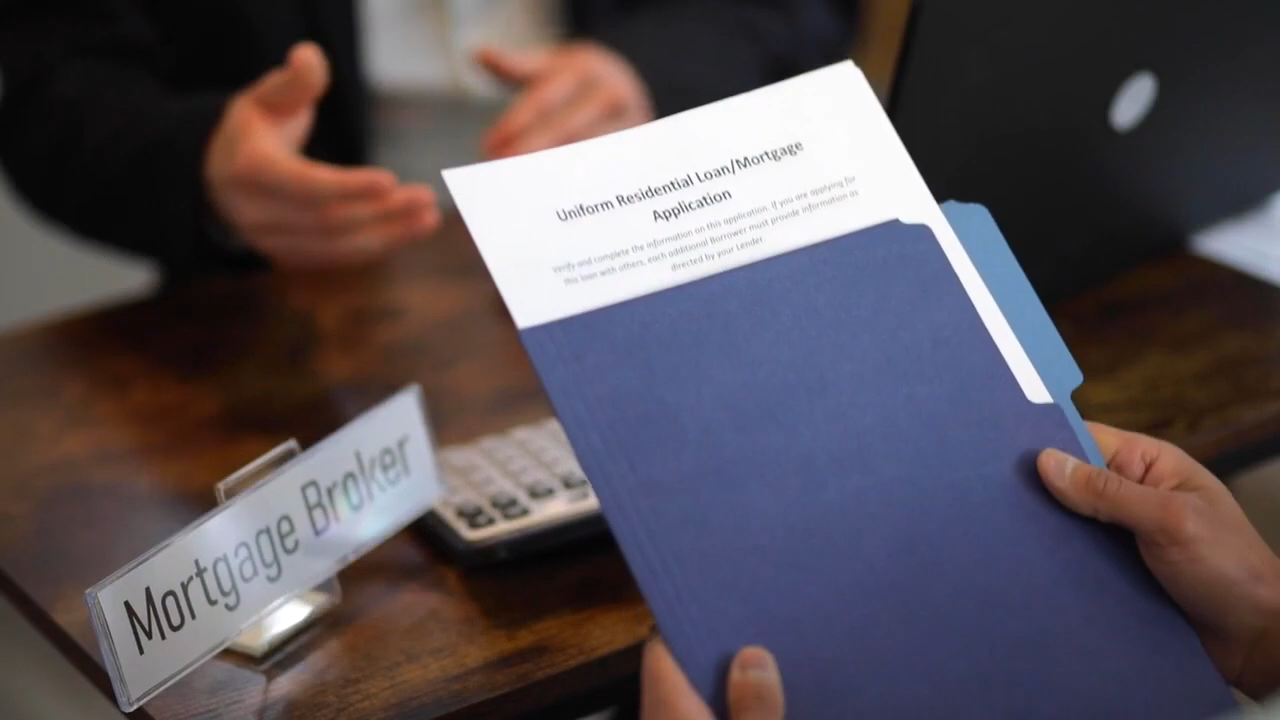 Uniform Residential Loan/Mortgage
Application
Verify and complete the information on this application. If you are applying for
this loan with others, each additional Borrower must provide information as
directed by your Lender.
Mortgage Broker